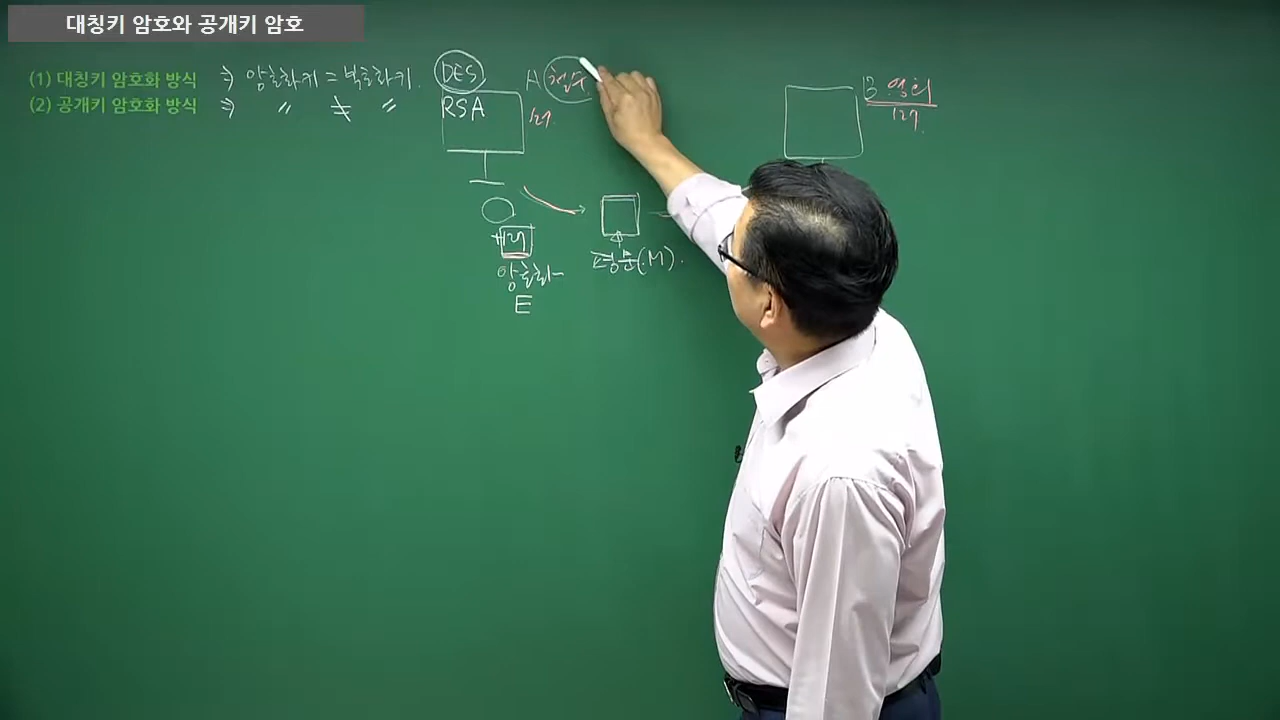 대칭키 암호와 공개키 암호
(1) 대칭키 암호화 방식 ⇒ 암호화키 = 복호화키. DES A 철수
(2) 공개키 암호화 방식 ⇒ 〃 ≠ 〃 RSA
B 영희
암호화
평문(M).
E